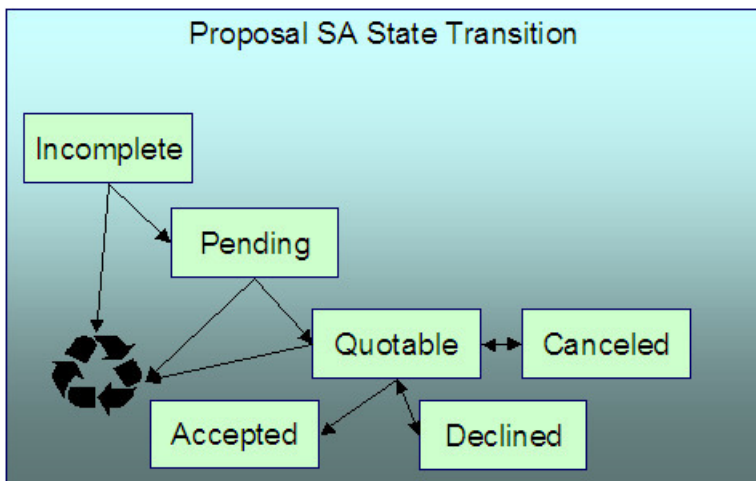 Proposal SA State Transition
Incomplete
Pending
Quotable
Canceled
Accepted
Declined